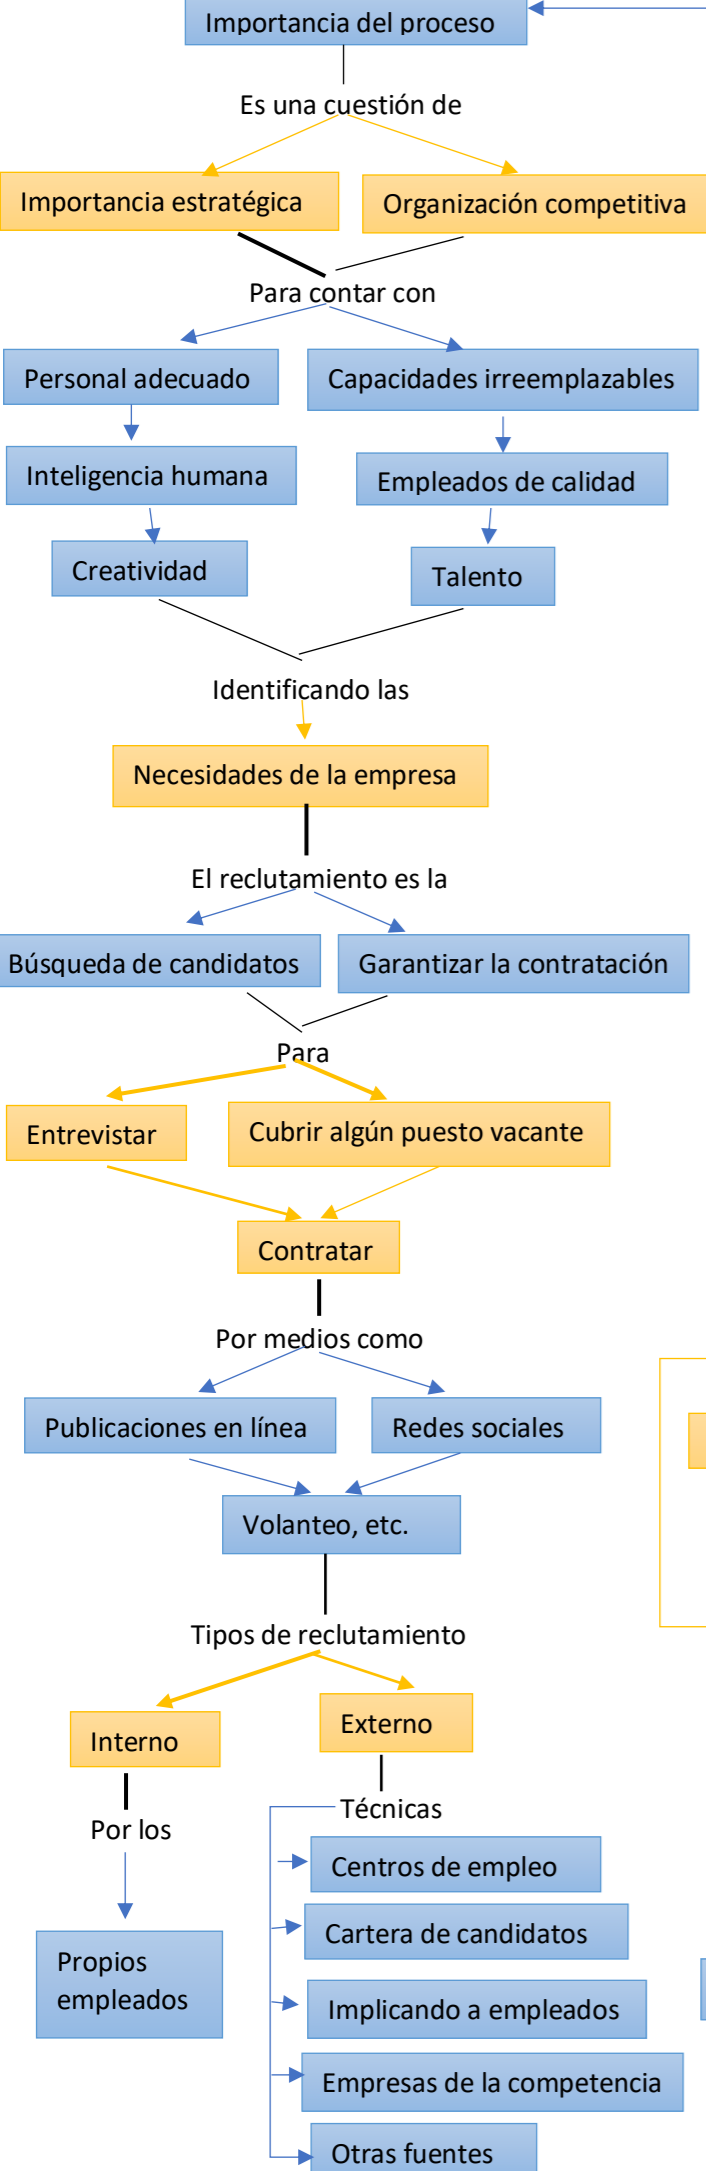 Importancia del proceso
Es una cuestión de
Importancia estratégica
Organización competitiva
Para contar con
Personal adecuado
Capacidades irreemplazables
Inteligencia humana
Empleados de calidad
Creatividad
Talento
Identificando las
Necesidades de la empresa
El reclutamiento es la
Búsqueda de candidatos
Garantizar la contratación
Para
Entrevistar
Cubrir algún puesto vacante
Contratar
Por medios como
Publicaciones en línea
Redes sociales
Volanteo, etc.
Tipos de reclutamiento
Interno
Externo
Por los
Técnicas
Propios
empleados
Centros de empleo
Cartera de candidatos
Implicando a empleados
Empresas de la competencia
Otras fuentes